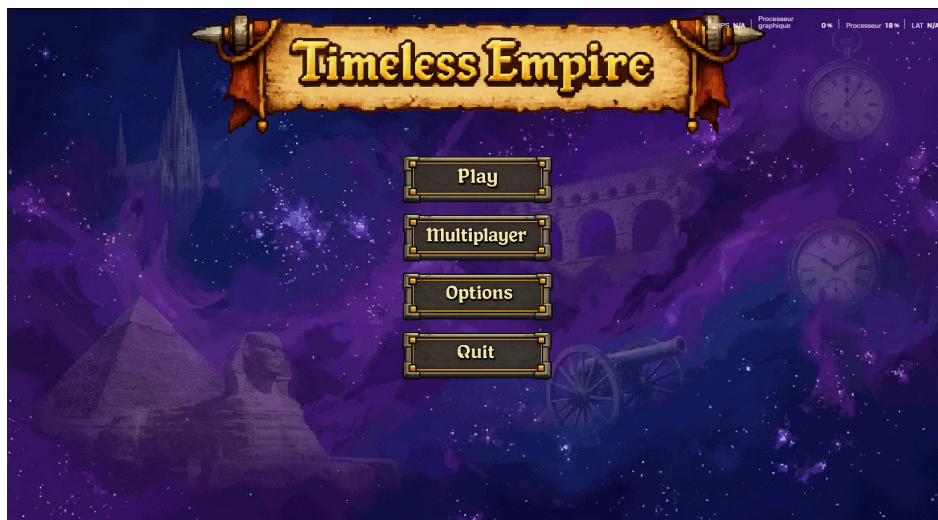 Timeless Empire
N/A | Processeur graphique 0 % | Processeur 18 % | LAT N/A
Play
Multiplayer
Options
Quit